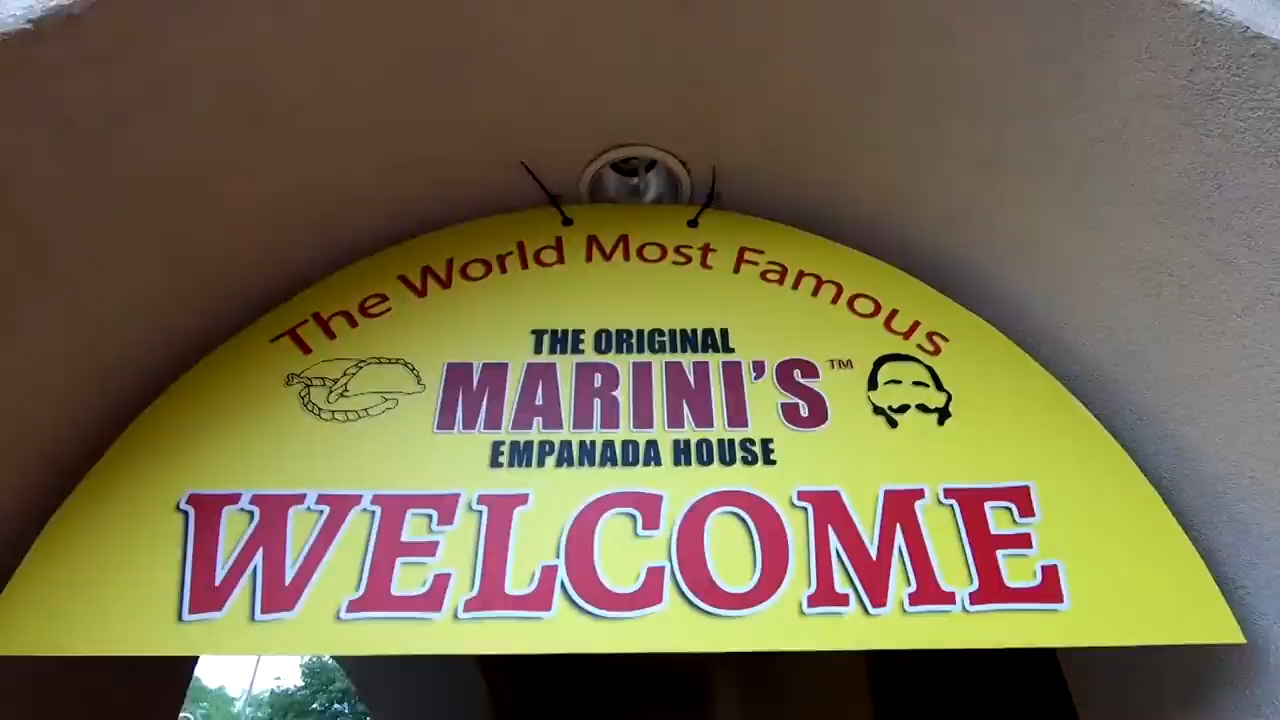 The World Most Famous
THE ORIGINAL
MARINI'S™
EMPANADA HOUSE
WELCOME